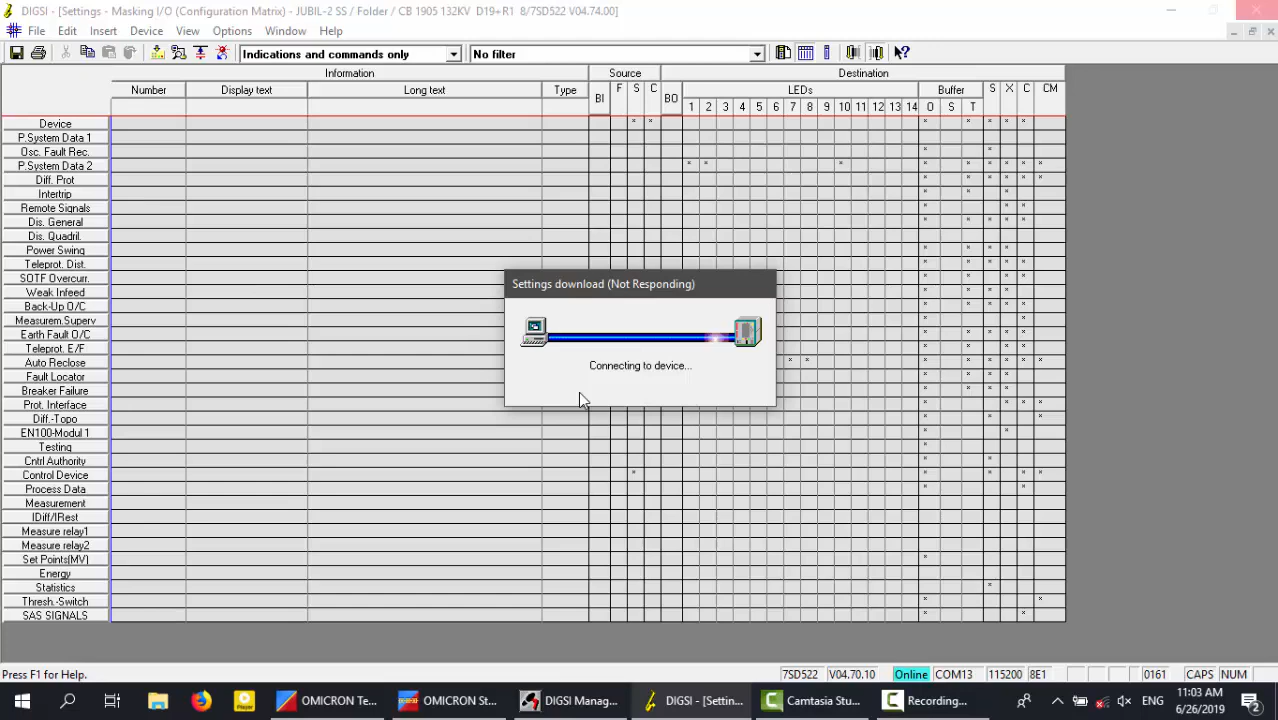 DIGSI - [Settings - Masking I/O (Configuration Matrix) - JUBIL-2 SS / Folder / CB 1905 132KV D19+R1 8/7SD522 V04.74.00]
File Edit Insert Device View Options Window Help
Indications and commands only No filter
Information Source Destination
Number Display text Long text Type BI F S C BO LEDs Buffer S X C CM
1 2 3 4 5 6 7 8 9 10 11 12 13 14 O S T
Device
P.System Data 1
Osc. Fault Rec.
P.System Data 2
Diff. Prot
Intertrip
Remote Signals
Dis. General
Dis. Quadril.
Power Swing
Teleprot. Dist.
SOTF Overcurr.
Weak Infeed
Back-Up O/C
Measurem.Superv
Earth Fault O/C
Teleprot. E/F
Auto Reclose
Fault Locator
Breaker Failure
Prot. Interface
Diff.-Topo
EN100-Modul 1
Testing
Cntrl Authority
Control Device
Process Data
Measurement
IDiff/IRest
Measure relay1
Measure relay2
Set Points(MV)
Energy
Statistics
Thresh.-Switch
SAS SIGNALS
Settings download (Not Responding)
Connecting to device...
Press F1 for Help. 7SD522 V04.70.10 Online COM13 115200 8E1 0161 CAPS NUM
Player OMICRON Te... OMICRON St... DIGSI Manag... DIGSI - [Settin... Camtasia Stu... Recording... ENG 11:03 AM
6/26/2019 2